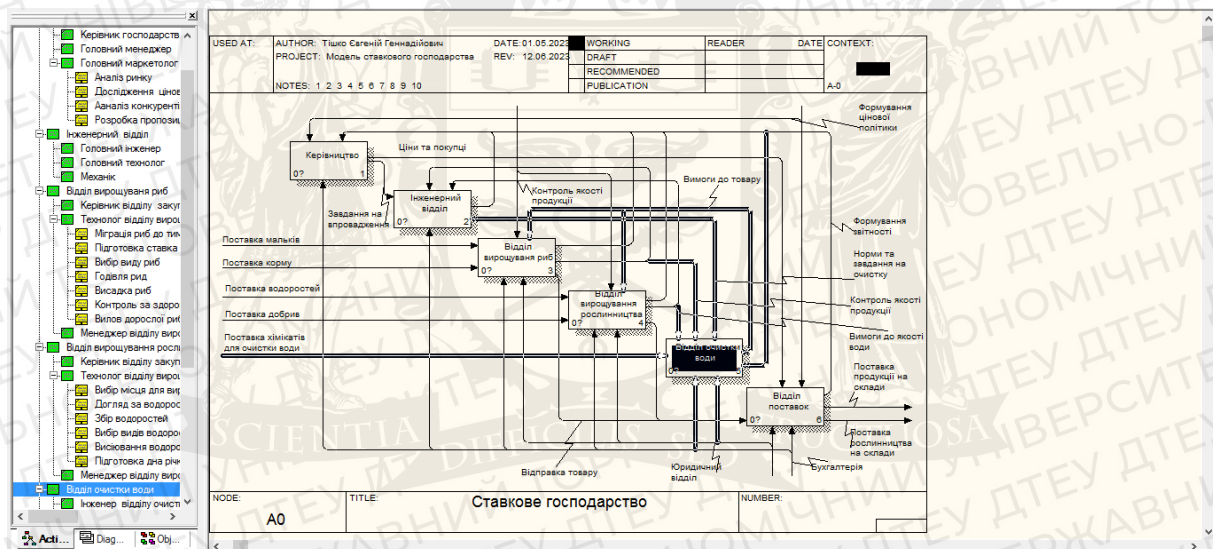 Керівник господарств
Головний менеджер
Головний маркетолог
Аналіз ринку
Дослідження цінов
Ааналіз конкуренті
Розробка пропозиц
Інженерний відділ
Головний інженер
Головний технолог
Механік
Відділ вирощуваня риб
Керівник відділу закуп
Технолог відділу виро
Міграція риб до тим
Підготовка ставка
Вибір виду риб
Годівля рид
Висадка риб
Контроль за здоро
Вилов дорослої риб
Менеджер відділу виро
Відділ вирощування росли
Керівник відділу закуп
Технолог відділу виро
Вибір місця для вир
Догляд за водорос
Збір водоростей
Вибір видів водоро
Висіювання водоро
Підготовка дна річк
Менеджер відділу виро
Відділ очистки води
Інженер відділу очист
Acti... Diag... Obj...
USED AT: AUTHOR: Тішко Євгеній Геннадійович DATE: 01.05.2023 WORKING READER DATE CONTEXT:
PROJECT: Модель ставкового господарства REV: 12.06.2023 DRAFT
RECOMMENDED
NOTES: 1 2 3 4 5 6 7 8 9 10 PUBLICATION A-0
Формування
цінової
політики
Керівництво
0? 1
Ціни та покупці
Вимоги до товару
Контроль якості
продукції
Інженерний
відділ
0? 2
Завдання на
впровадження
Формування
звітності
Поставка мальків
Відділ
вирощуваня риб
0? 3
Норми та
завдання на
очистку
Поставка корму
Поставка водоростей
Відділ
вирощування
рослинництва
0? 4
Контроль якості
продукції
Поставка добрив
Поставка хімікатів
для очистки води
Відділ очистки
води
0? 5
Вимоги до якості
води
Поставка
продукції на
склади
Відділ
поставок
0? 6
Поставка
рослинництва
на склади
Відправка товару
Юридичний
відділ
Бухгалтерія
NODE: TITLE: NUMBER:
A0 Ставкове господарство